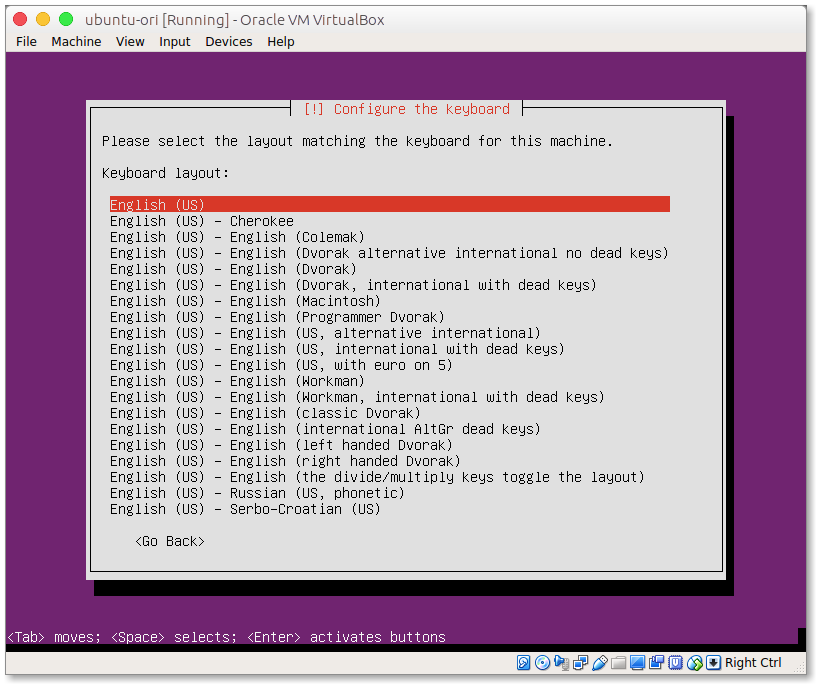 ubuntu-ori [Running] - Oracle VM VirtualBox
File Machine View Input Devices Help
[!] Configure the keyboard
Please select the layout matching the keyboard for this machine.
Keyboard layout:
English (US)
English (US) - Cherokee
English (US) - English (Colemak)
English (US) - English (Dvorak alternative international no dead keys)
English (US) - English (Dvorak)
English (US) - English (Dvorak, international with dead keys)
English (US) - English (Macintosh)
English (US) - English (Programmer Dvorak)
English (US) - English (US, alternative international)
English (US) - English (US, international with dead keys)
English (US) - English (US, with euro on 5)
English (US) - English (Workman)
English (US) - English (Workman, international with dead keys)
English (US) - English (classic Dvorak)
English (US) - English (international AltGr dead keys)
English (US) - English (left handed Dvorak)
English (US) - English (right handed Dvorak)
English (US) - English (the divide/multiply keys toggle the layout)
English (US) - Russian (US, phonetic)
English (US) - Serbo-Croatian (US)
<Go Back>
<Tab> moves; <Space> selects; <Enter> activates buttons
Right Ctrl